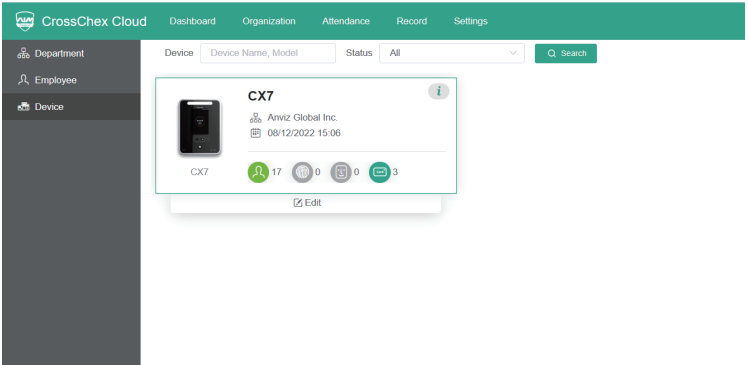 CrossChex Cloud
Dashboard
Organization
Attendance
Record
Settings
Department
Employee
Device
Device
Device Name, Model
Status
All
Search
CX7
i
Anviz Global Inc.
08/12/2022 15:06
CX7
17
0
0
3
Edit